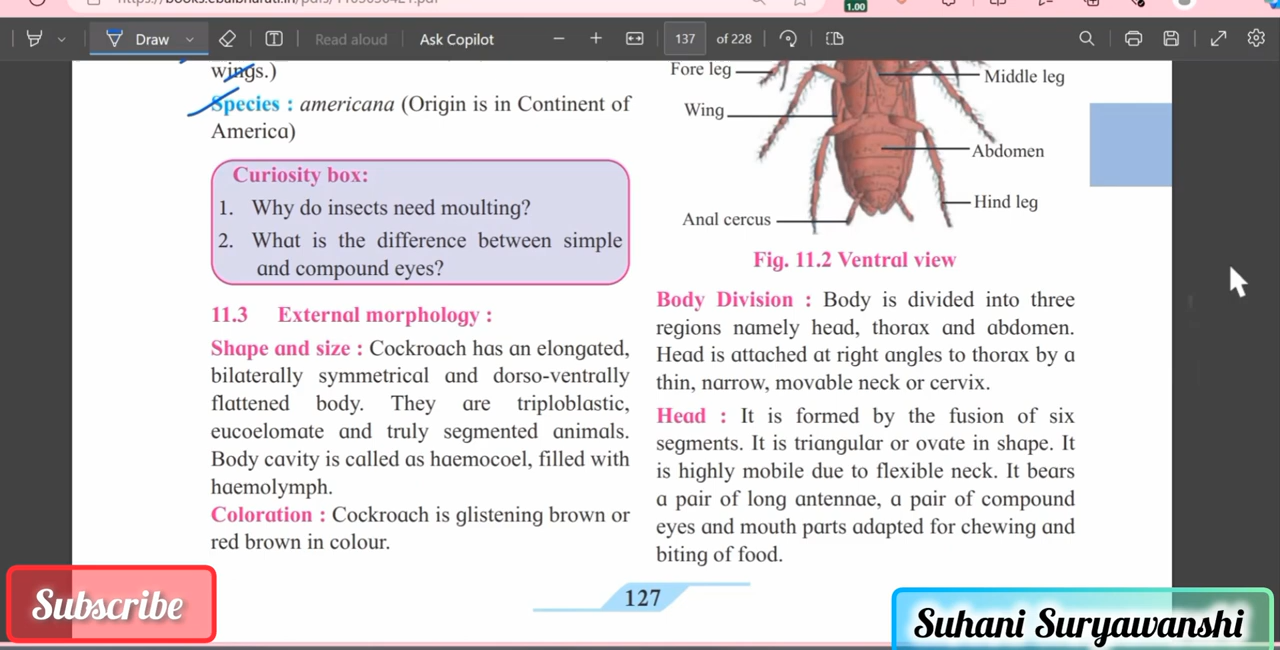 https://books.ebalbharati.in/pdfs/1103030421.pdf
1.00
Draw
Read aloud
Ask Copilot
137
of 228
wings.)
Species : americana (Origin is in Continent of
America)
Curiosity box:
1. Why do insects need moulting?
2. What is the difference between simple
and compound eyes?
11.3 External morphology :
Shape and size : Cockroach has an elongated,
bilaterally symmetrical and dorso-ventrally
flattened body. They are triploblastic,
eucoelomate and truly segmented animals.
Body cavity is called as haemocoel, filled with
haemolymph.
Coloration : Cockroach is glistening brown or
red brown in colour.
Fore leg
Middle leg
Wing
Abdomen
Hind leg
Anal cercus
Fig. 11.2 Ventral view
Body Division : Body is divided into three
regions namely head, thorax and abdomen.
Head is attached at right angles to thorax by a
thin, narrow, movable neck or cervix.
Head : It is formed by the fusion of six
segments. It is triangular or ovate in shape. It
is highly mobile due to flexible neck. It bears
a pair of long antennae, a pair of compound
eyes and mouth parts adapted for chewing and
biting of food.
127
Subscribe
Suhani Suryawanshi